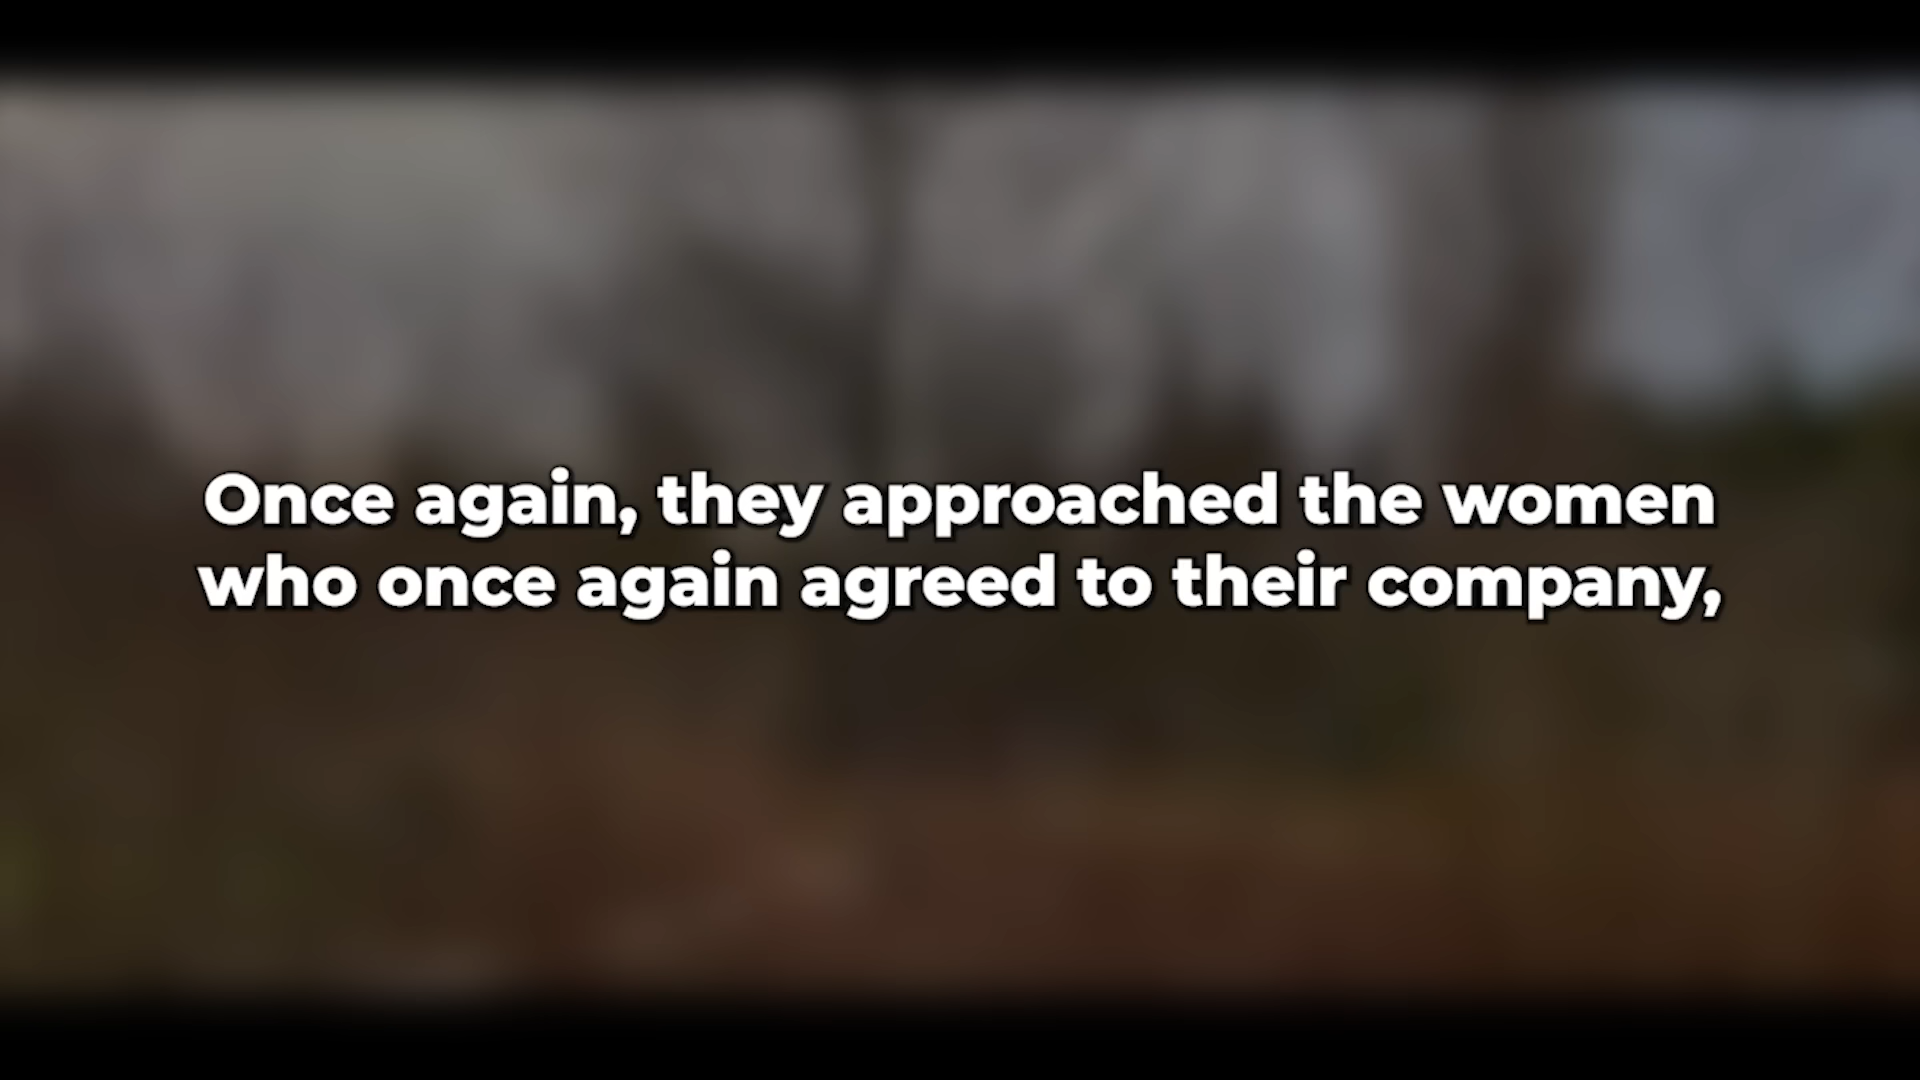 Once again, they approached the women
who once again agreed to their company,